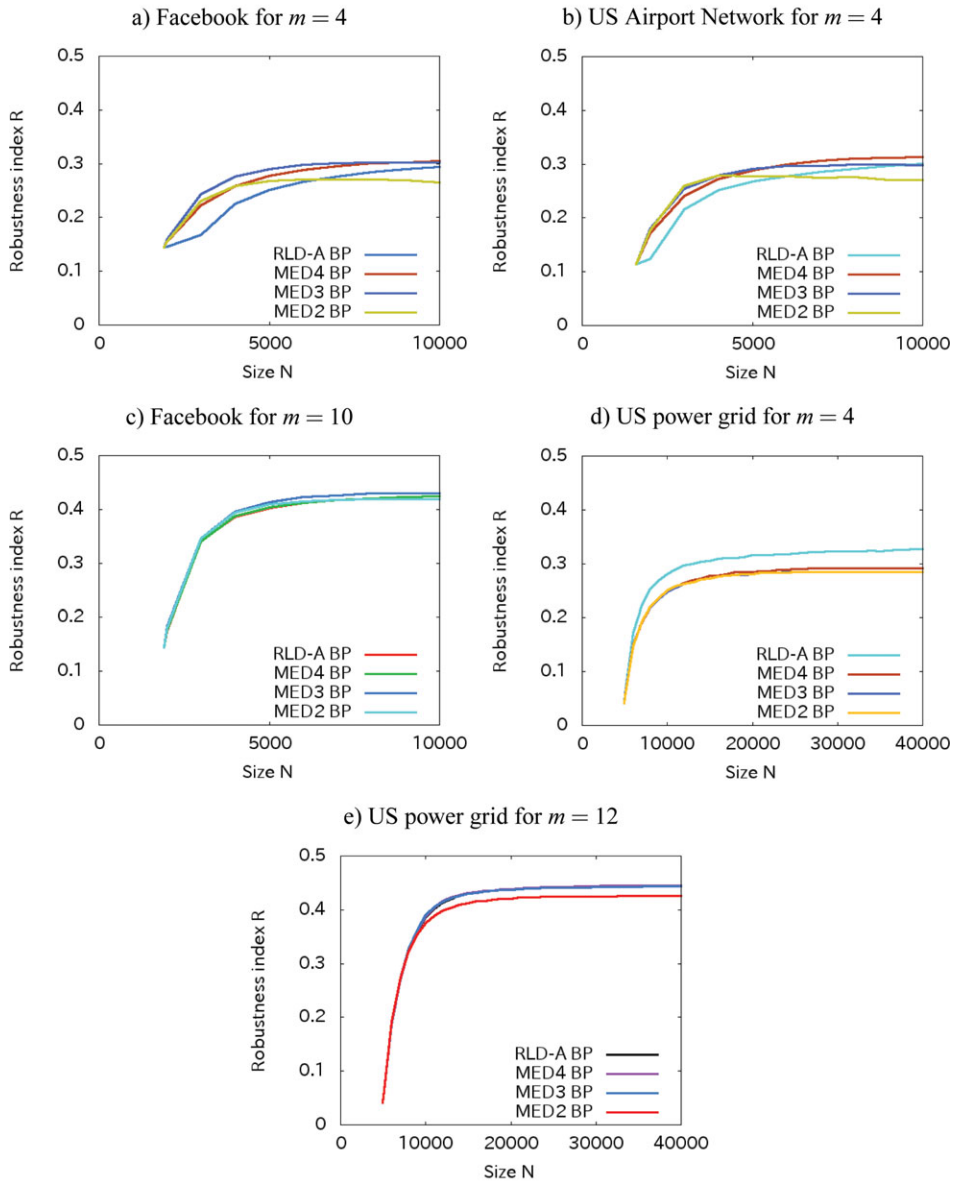 a) Facebook for m = 4
b) US Airport Network for m = 4
Robustness index R
0.5
0.4
0.3
0.2
0.1
0
RLD-A BP
MED4 BP
MED3 BP
MED2 BP
0
5000
10000
Size N
Robustness index R
0.5
0.4
0.3
0.2
0.1
0
RLD-A BP
MED4 BP
MED3 BP
MED2 BP
0
5000
10000
Size N
c) Facebook for m = 10
d) US power grid for m = 4
Robustness index R
0.5
0.4
0.3
0.2
0.1
0
RLD-A BP
MED4 BP
MED3 BP
MED2 BP
0
5000
10000
Size N
Robustness index R
0.5
0.4
0.3
0.2
0.1
0
RLD-A BP
MED4 BP
MED3 BP
MED2 BP
0
10000
20000
30000
40000
Size N
e) US power grid for m = 12
Robustness index R
0.5
0.4
0.3
0.2
0.1
0
RLD-A BP
MED4 BP
MED3 BP
MED2 BP
0
10000
20000
30000
40000
Size N